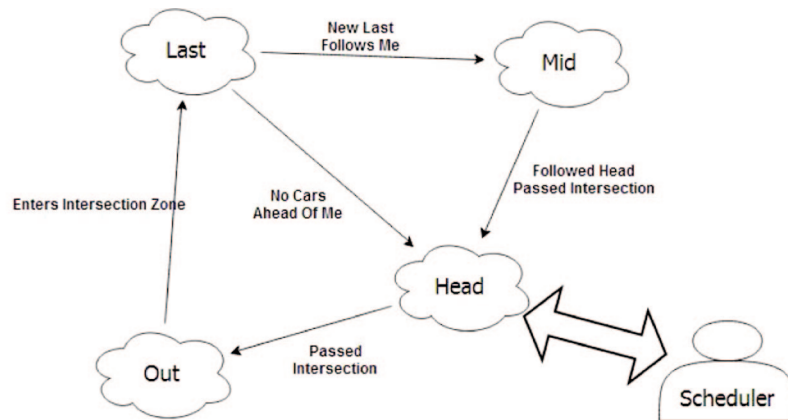 New Last
Follows Me
Last
Mid
Followed Head
Passed Intersection
Enters Intersection Zone
No Cars
Ahead Of Me
Head
Passed
Intersection
Out
Scheduler